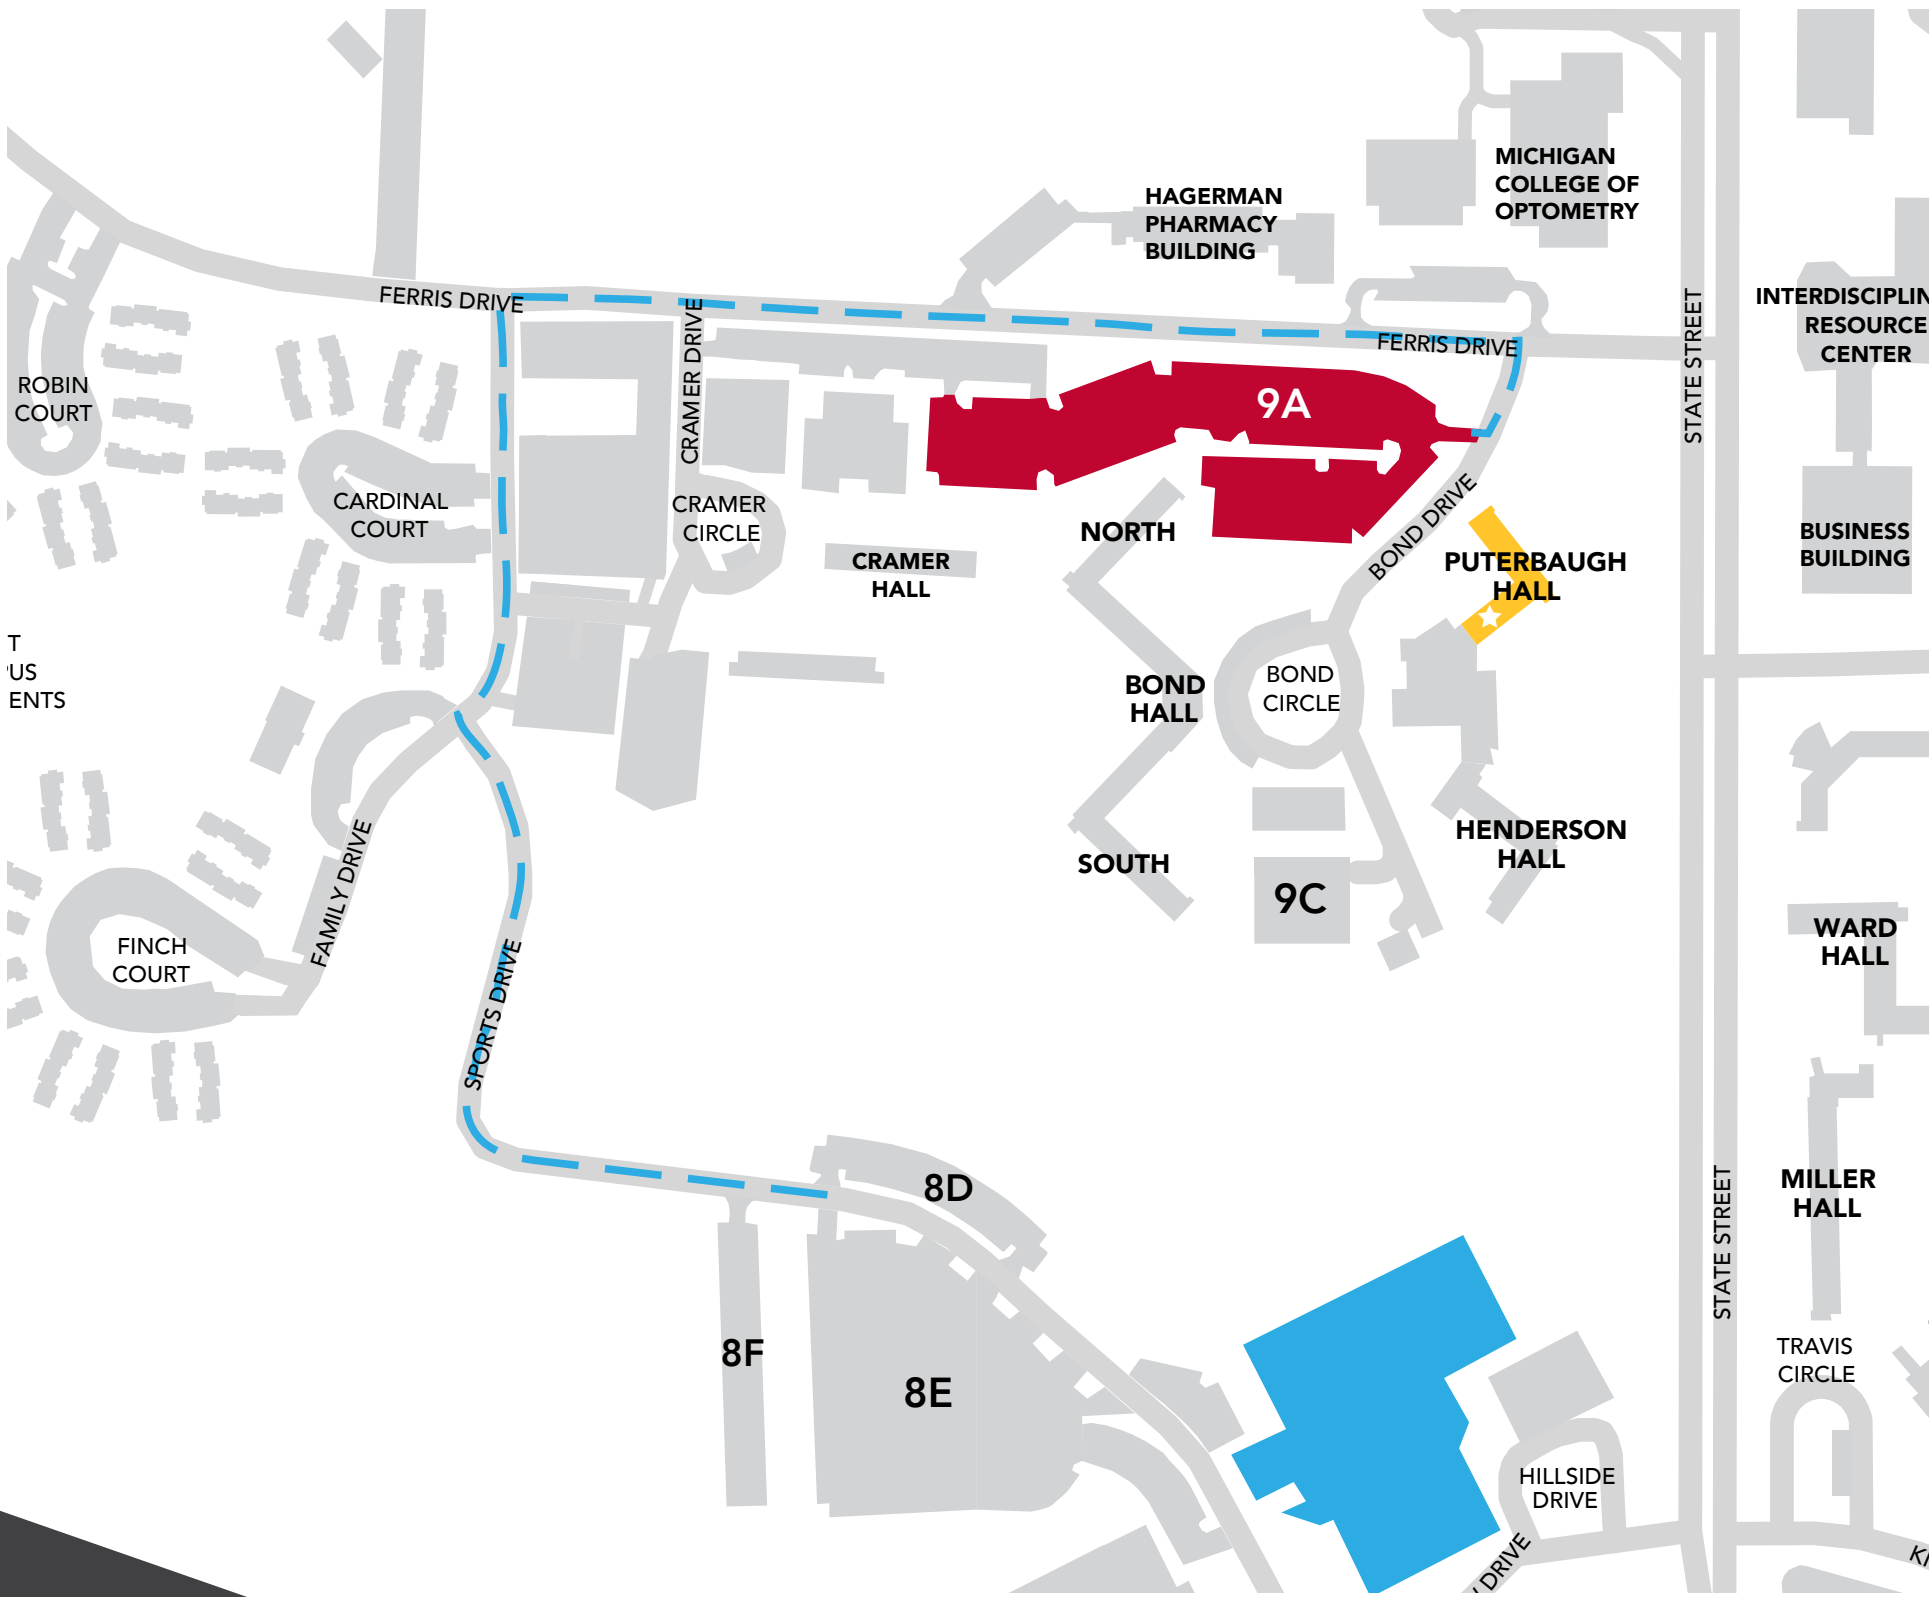 MICHIGAN
COLLEGE OF
OPTOMETRY
HAGERMAN
PHARMACY
BUILDING
FERRIS DRIVE
CRAMER DRIVE
FERRIS DRIVE
STATE STREET
INTERDISCIPLIN
RESOURCE
CENTER
ROBIN
COURT
9A
CARDINAL
COURT
CRAMER
CIRCLE
NORTH
BOND DRIVE
CRAMER
HALL
PUTERBAUGH
HALL
BUSINESS
BUILDING
T
US
ENTS
BOND
HALL
BOND
CIRCLE
FAMILY DRIVE
HENDERSON
HALL
SOUTH
9C
FINCH
COURT
SPORTS DRIVE
WARD
HALL
8D
MILLER
HALL
STATE STREET
8F
8E
TRAVIS
CIRCLE
HILLSIDE
DRIVE
DRIVE